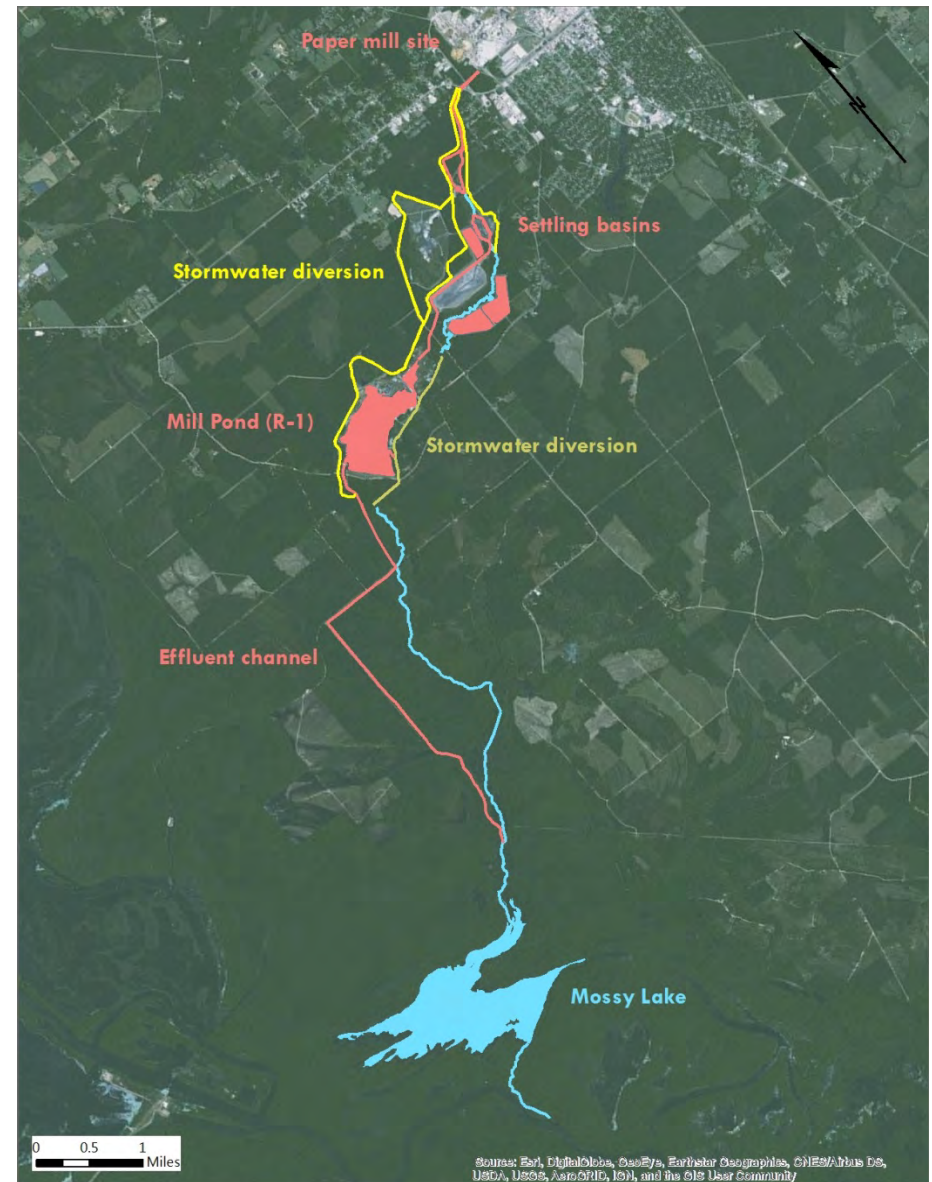 Paper mill site
N
Settling basins
Stormwater diversion
Mill Pond (R-1)
Stormwater diversion
Effluent channel
Mossy Lake
0 0.5 1
Miles
Source: Esri, DigitalGlobe, GeoEye, Earthstar Geographics, CNES/Airbus DS,
USDA, USGS, AeroGRID, IGN, and the GIS User Community